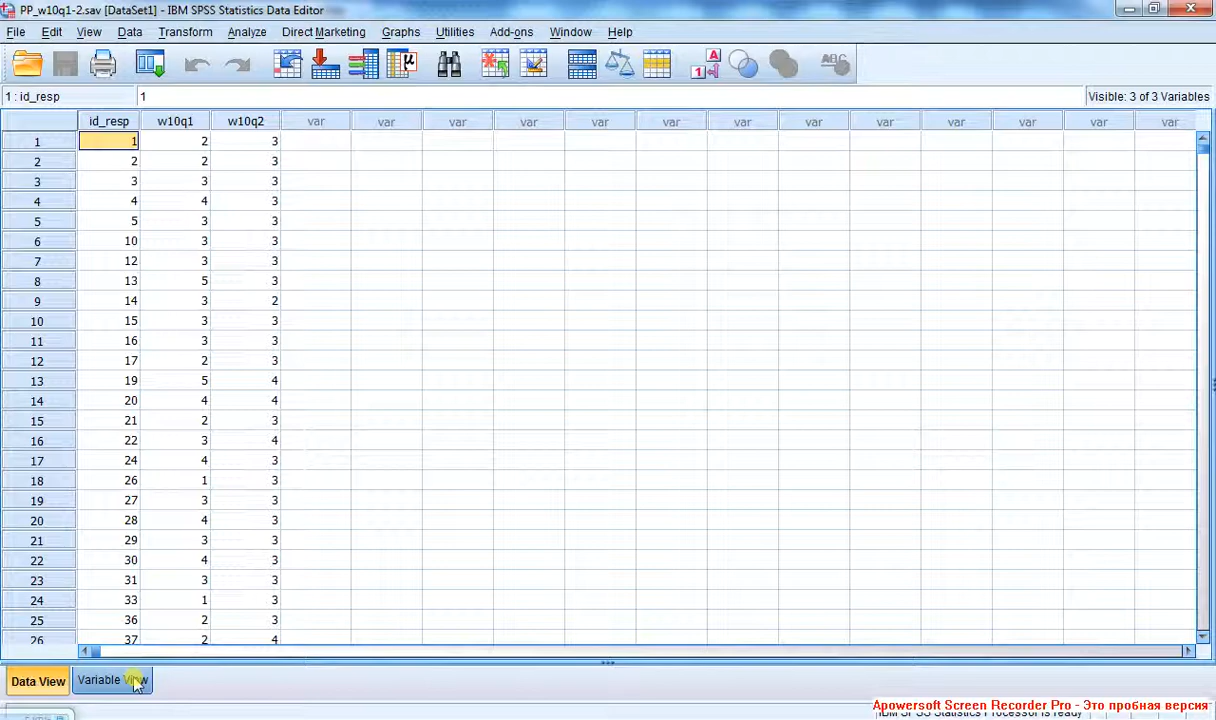 PP_w10q1-2.sav [DataSet1] - IBM SPSS Statistics Data Editor
File Edit View Data Transform Analyze Direct Marketing Graphs Utilities Add-ons Window Help
1 : id_resp 1 Visible: 3 of 3 Variables
id_resp w10q1 w10q2 var var var var var var var var var var var var var
1 1 2 3
2 2 2 3
3 3 3 3
4 4 4 3
5 5 3 3
6 10 3 3
7 12 3 3
8 13 5 3
9 14 3 2
10 15 3 3
11 16 3 3
12 17 2 3
13 19 5 4
14 20 4 4
15 21 2 3
16 22 3 4
17 24 4 3
18 26 1 3
19 27 3 3
20 28 4 3
21 29 3 3
22 30 4 3
23 31 3 3
24 33 1 3
25 36 2 3
26 37 2 4
Data View Variable View
Apowersoft Screen Recorder Pro - Это пробная версия
IBM SPSS Statistics Processor is ready